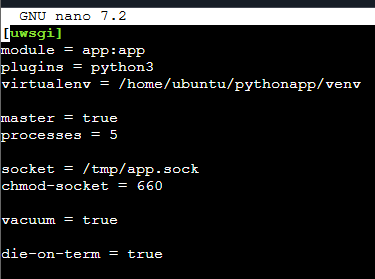 GNU nano 7.2
[uwsgi]
module = app:app
plugins = python3
virtualenv = /home/ubuntu/pythonapp/venv
master = true
processes = 5
socket = /tmp/app.sock
chmod-socket = 660
vacuum = true
die-on-term = true